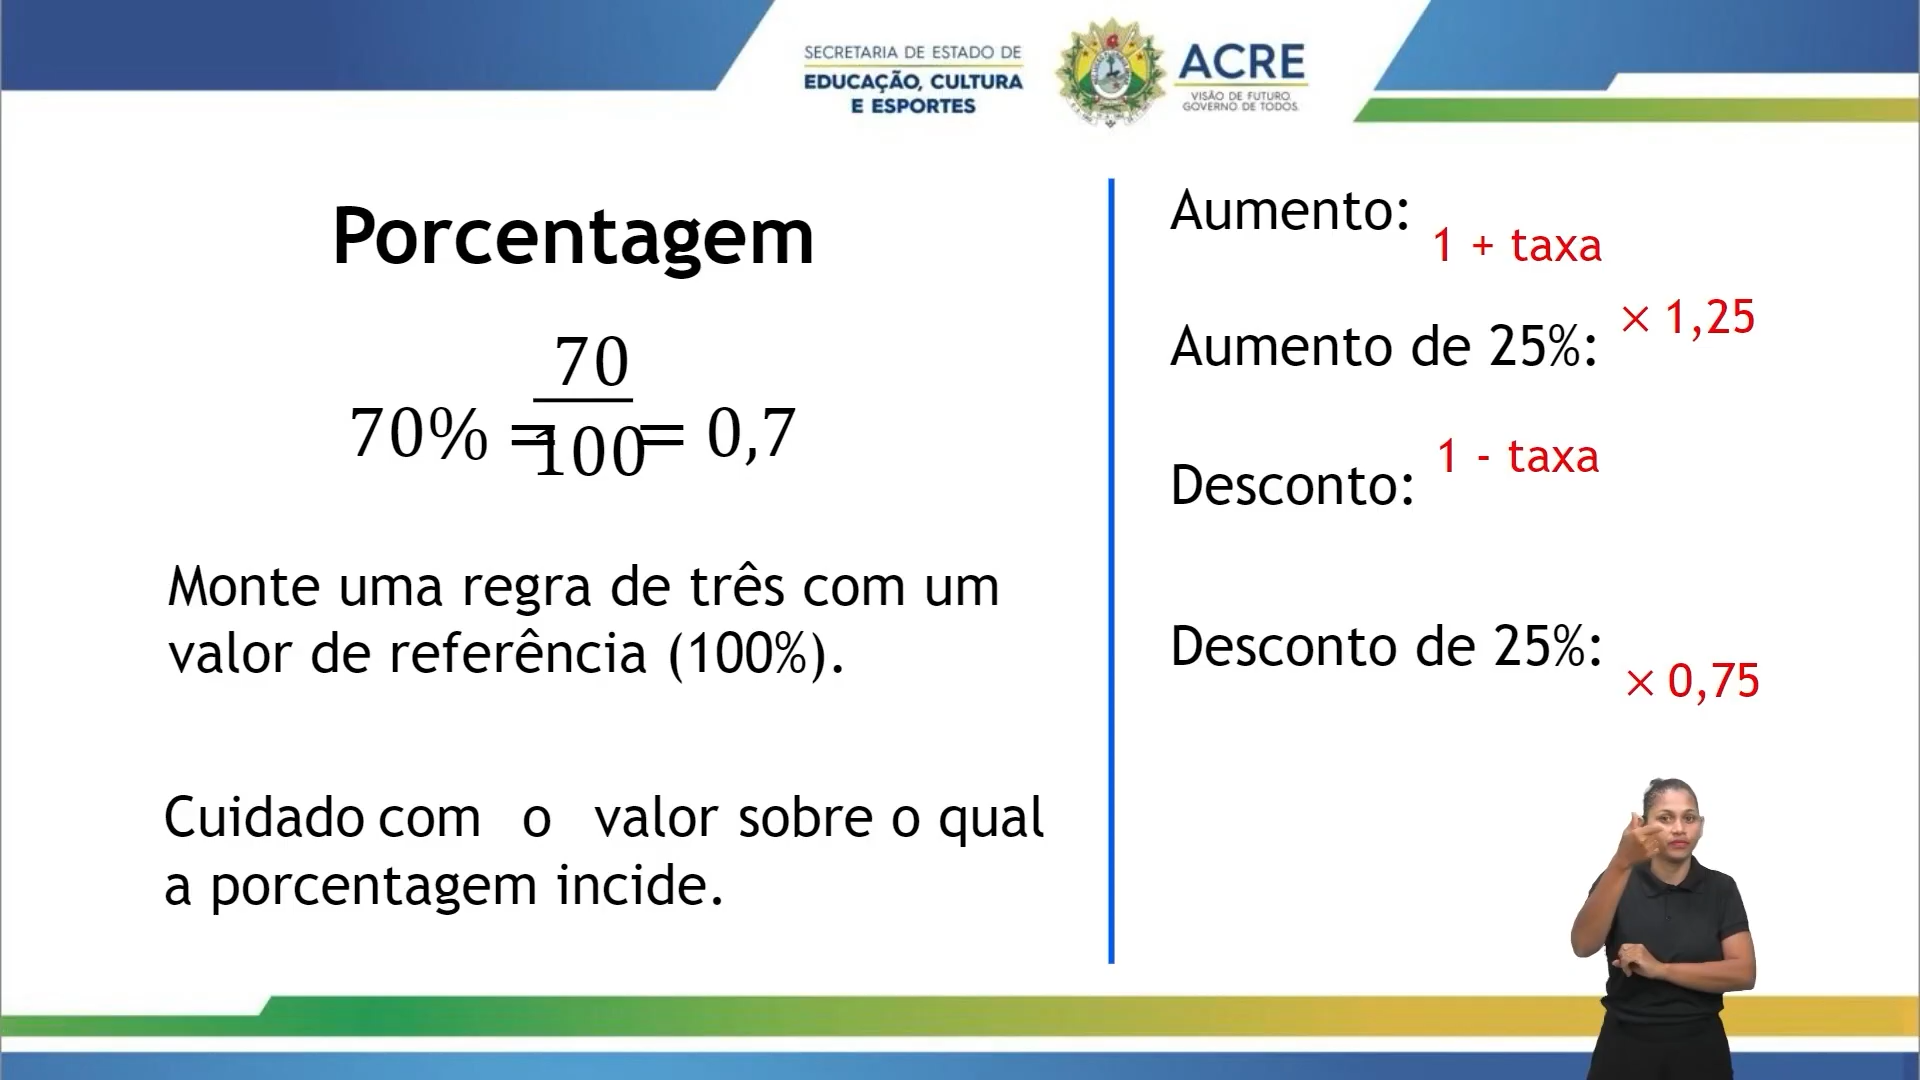 SECRETARIA DE ESTADO DE
EDUCAÇÃO, CULTURA
E ESPORTES
ACRE
VISÃO DE FUTURO.
GOVERNO DE TODOS.
Porcentagem
70% = 70/100 = 0,7
Monte uma regra de três com um
valor de referência (100%).
Cuidado com o valor sobre o qual
a porcentagem incide.
Aumento: 1 + taxa
Aumento de 25%: × 1,25
Desconto: 1 - taxa
Desconto de 25%: × 0,75